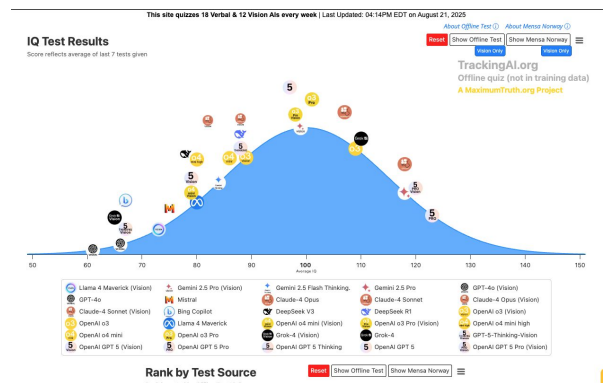 This site quizzes 18 Verbal & 12 Vision AIs every week | Last Updated: 04:14PM EDT on August 21, 2025
About Offline Test ⓘ About Mensa Norway ⓘ
IQ Test Results
Reset Show Offline Test Show Mensa Norway
Score reflects average of last 7 tests given
Vision Only Vision Only
TrackingAI.org
Offline quiz (not in training data)
A MaximumTruth.org Project
50 60 70 80 90 100 110 120 130 140 150
Average IQ
Llama 4 Maverick (Vision) Gemini 2.5 Pro (Vision) Gemini 2.5 Flash Thinking. Gemini 2.5 Pro GPT-4o (Vision)
GPT-4o Mistral Claude-4 Opus Claude-4 Sonnet Claude-4 Opus (Vision)
Claude-4 Sonnet (Vision) Bing Copilot DeepSeek V3 DeepSeek R1 OpenAI o3 (Vision)
OpenAI o3 Llama 4 Maverick OpenAI o4 mini (Vision) OpenAI o3 Pro (Vision) OpenAI o4 mini high
OpenAI o4 mini OpenAI o3 Pro Grok-4 (Vision) Grok-4 GPT-5-Thinking-Vision
OpenAI GPT 5 (Vision) OpenAI GPT 5 Pro OpenAI GPT 5 Thinking OpenAI GPT 5 OpenAI GPT 5 Pro (Vision)
Rank by Test Source
Reset Show Offline Test Show Mensa Norway